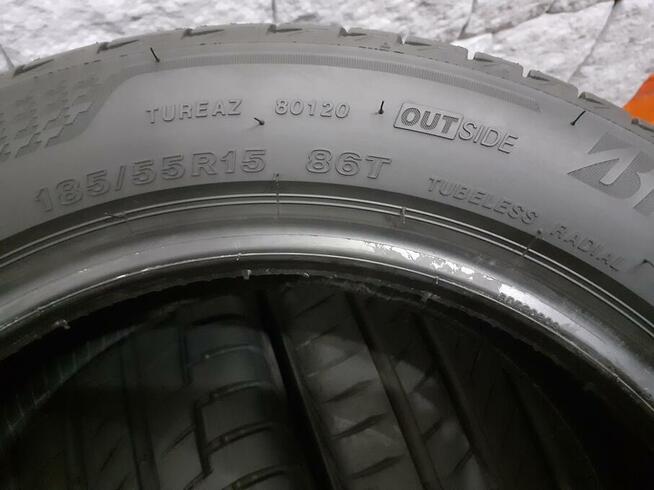 TUREAZ 80120 OUTSIDE
185/55R15 86T TUBELESS RADIAL